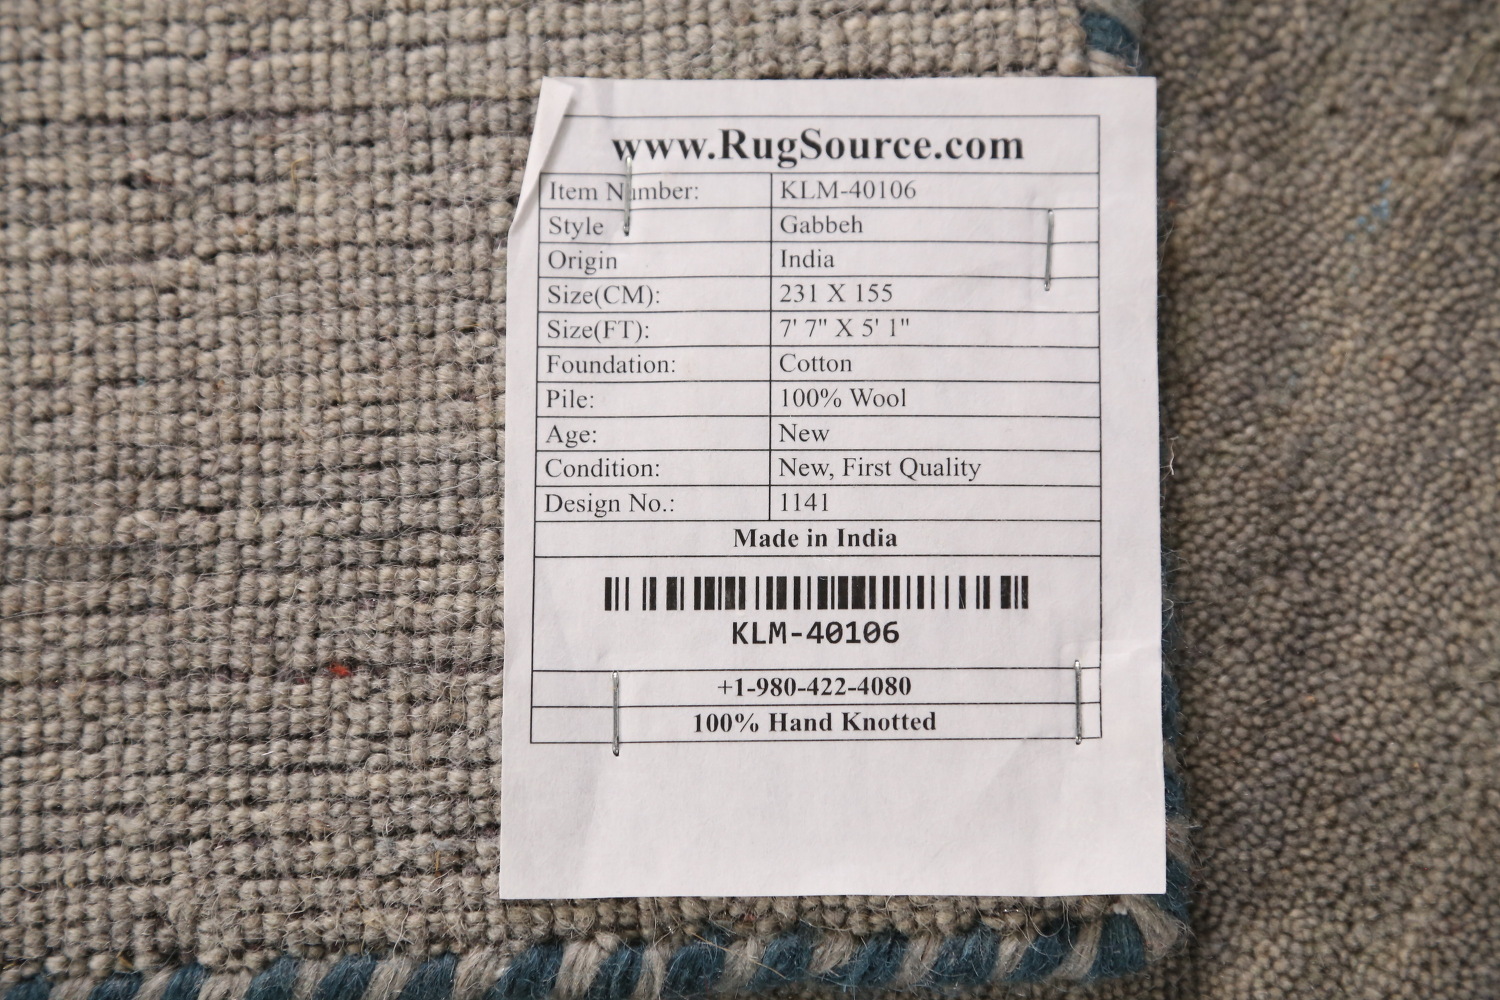 www.RugSource.com
Item Number: KLM-40106
Style Gabbeh
Origin India
Size(CM): 231 X 155
Size(FT): 7' 7" X 5' 1"
Foundation: Cotton
Pile: 100% Wool
Age: New
Condition: New, First Quality
Design No.: 1141
Made in India
KLM-40106
+1-980-422-4080
100% Hand Knotted